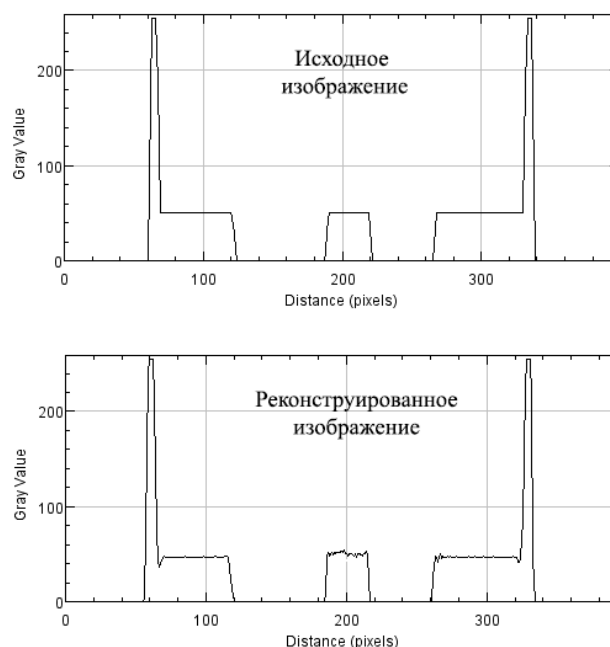 Исходное
изображение
200
100
0
Gray Value
0 100 200 300
Distance (pixels)
Реконструированное
изображение
200
100
0
Gray Value
0 100 200 300
Distance (pixels)